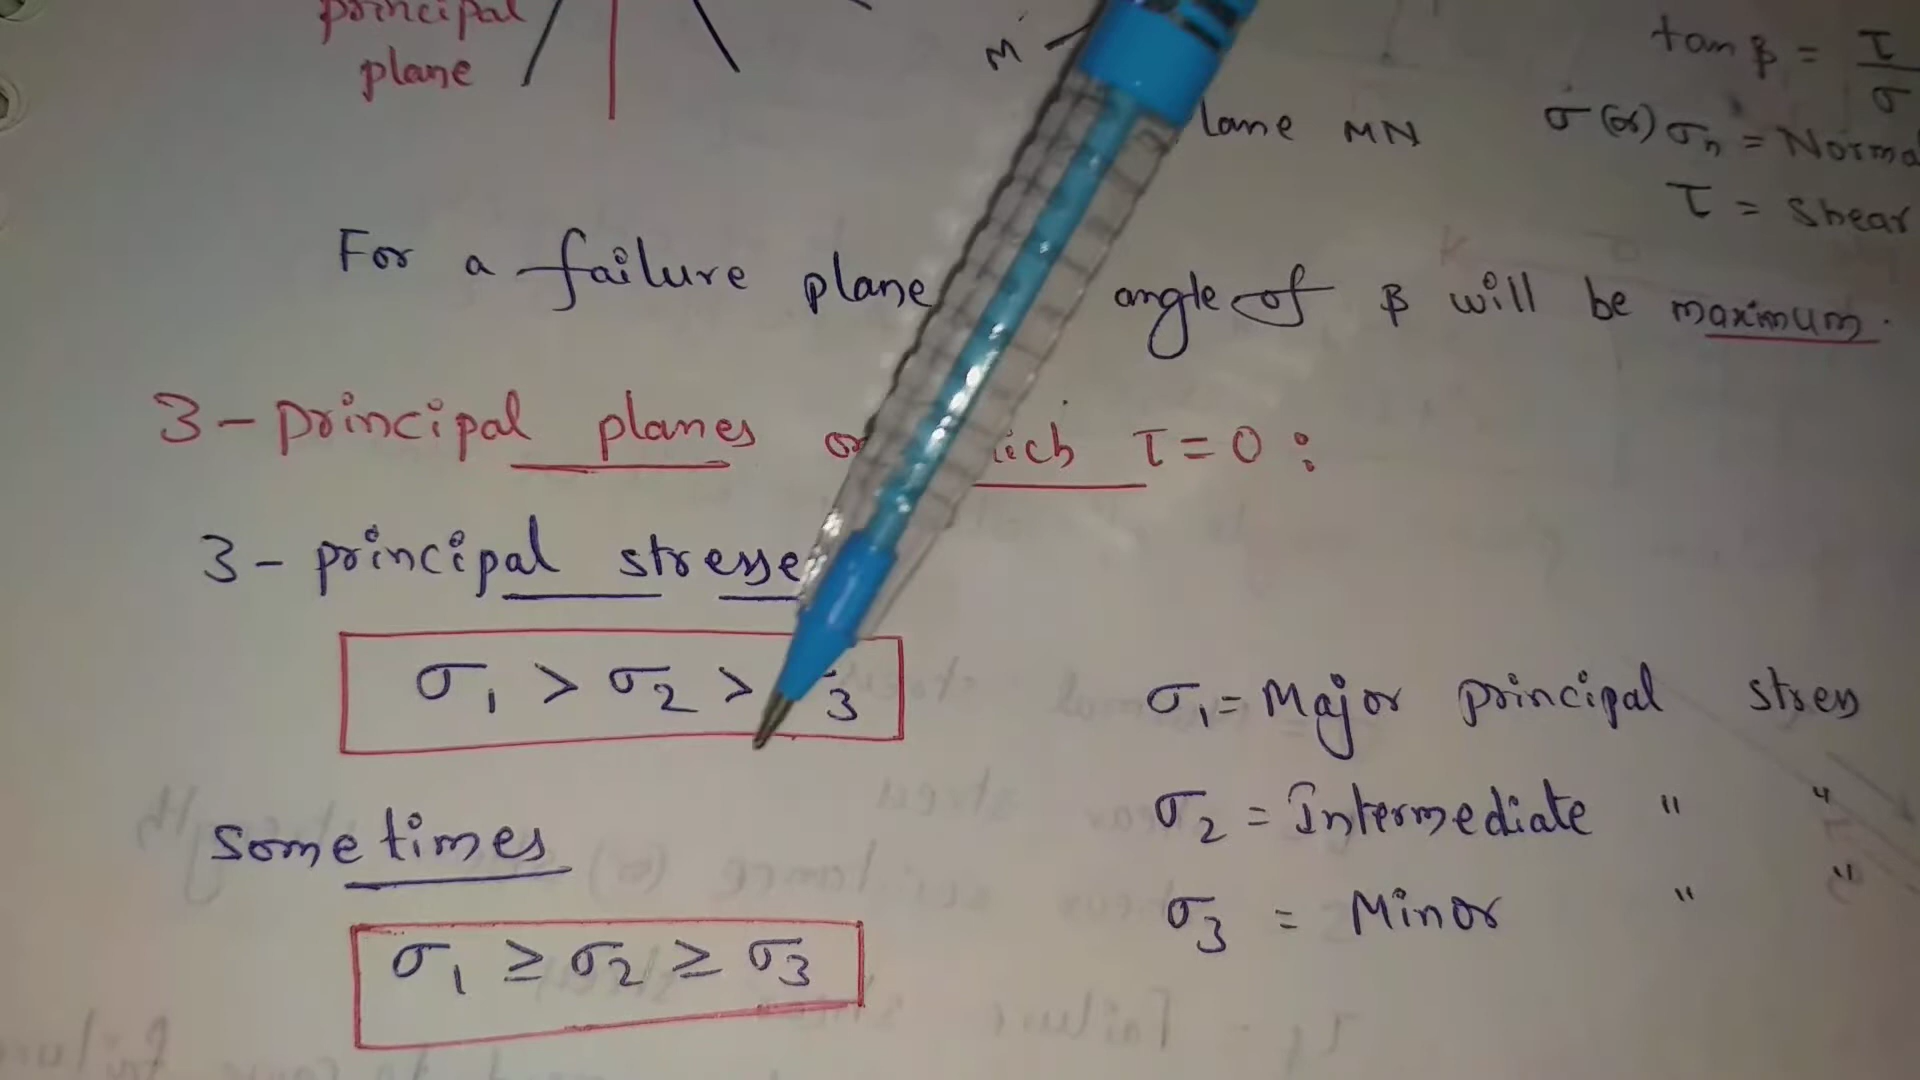 principal
plane
M
lane MN
tan β = τ/σ
σ (or) σn = Norma
τ = shear
For a failure plane angle of β will be maximum.
3 - principal planes τ = 0 :
3 - principal stresse
σ1 > σ2 > 3
σ1 = Major principal stress
σ2 = Intermediate " "
σ3 = Minor " "
Sometimes
σ1 ≥ σ2 ≥ σ3